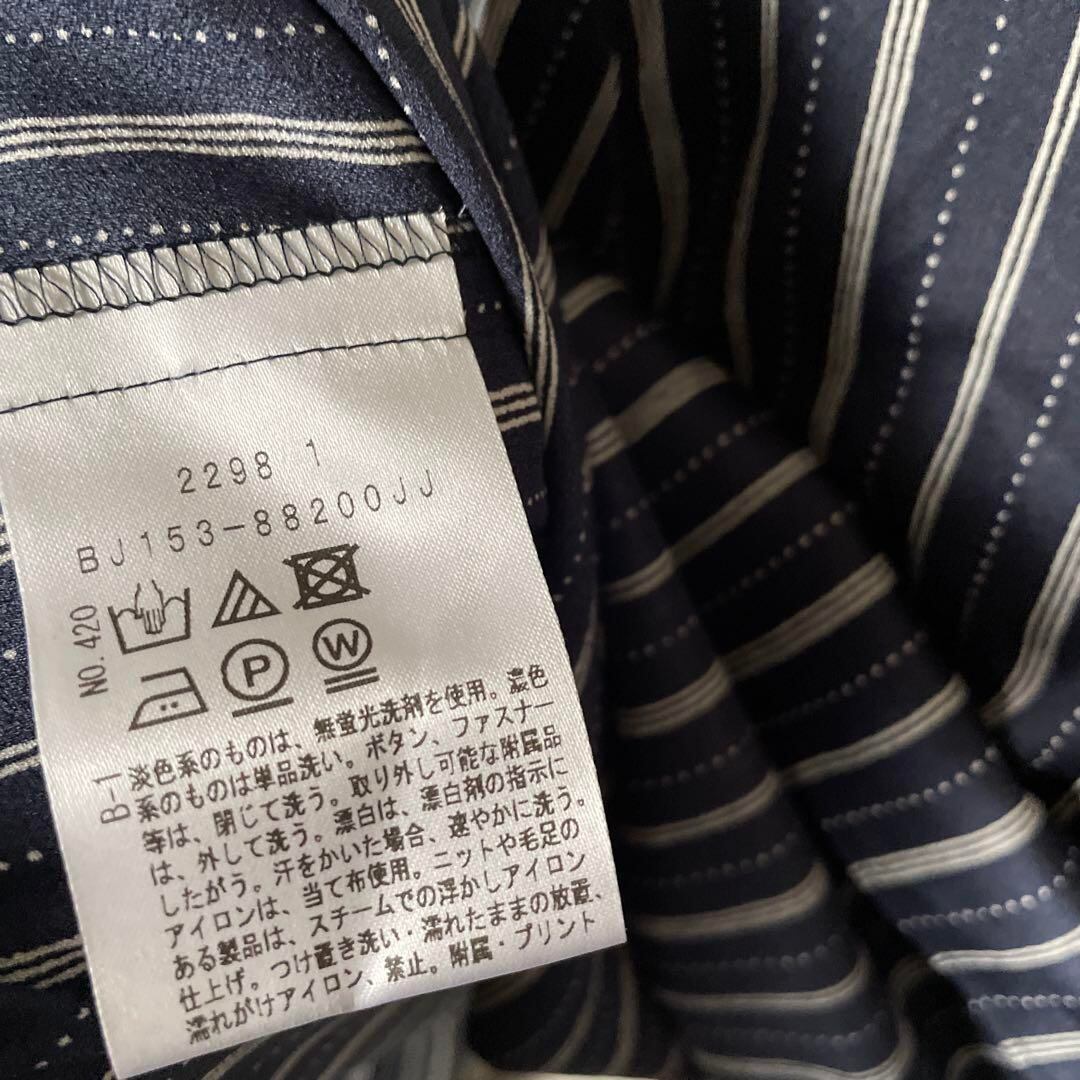 2298 1
BJ153-88200JJ
NO.420
P
W
B-1
淡色系のものは、無蛍光洗剤を使用。濃色
系のものは単品洗い。ボタン、ファスナー
等は、閉じて洗う。取り外し可能な附属品
は、外して洗う。漂白は、漂白剤の指示に
したがう。汗をかいた場合、速やかに洗う。
アイロンは、当て布使用。ニットや毛足の
ある製品は、スチームでの浮かしアイロン
仕上げ。つけ置き洗い・濡れたままの放置、
濡れがけアイロン、禁止。附属・プリント